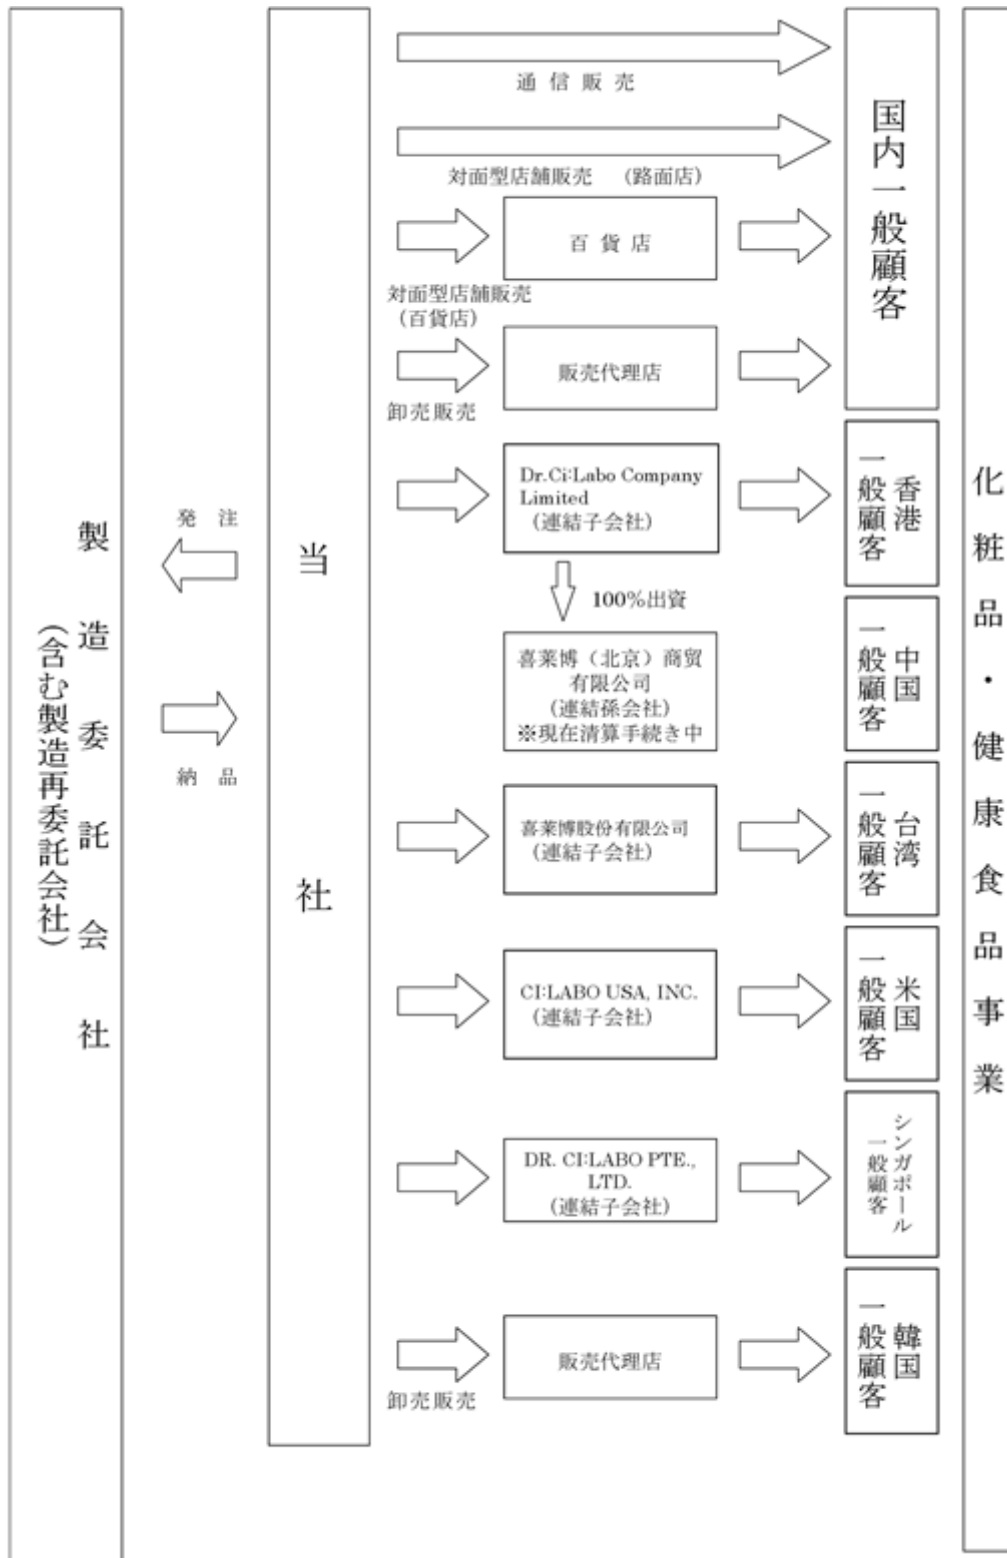 製造委託会社
(含む製造再委託会社)
発 注
納 品
当社
通 信 販 売
対面型店舗販売 (路面店)
百 貨 店
対面型店舗販売
(百貨店)
販売代理店
卸売販売
国内一般顧客
Dr.Ci:Labo Company
Limited
(連結子会社)
香港
一般顧客
100%出資
喜莱博（北京）商贸
有限公司
(連結孫会社)
※現在清算手続き中
中国
一般顧客
喜莱博股份有限公司
(連結子会社)
台湾
一般顧客
CI:LABO USA, INC.
(連結子会社)
米国
一般顧客
DR. CI:LABO PTE.,
LTD.
(連結子会社)
シンガポール
一般顧客
販売代理店
卸売販売
韓国
一般顧客
化粧品・健康食品事業